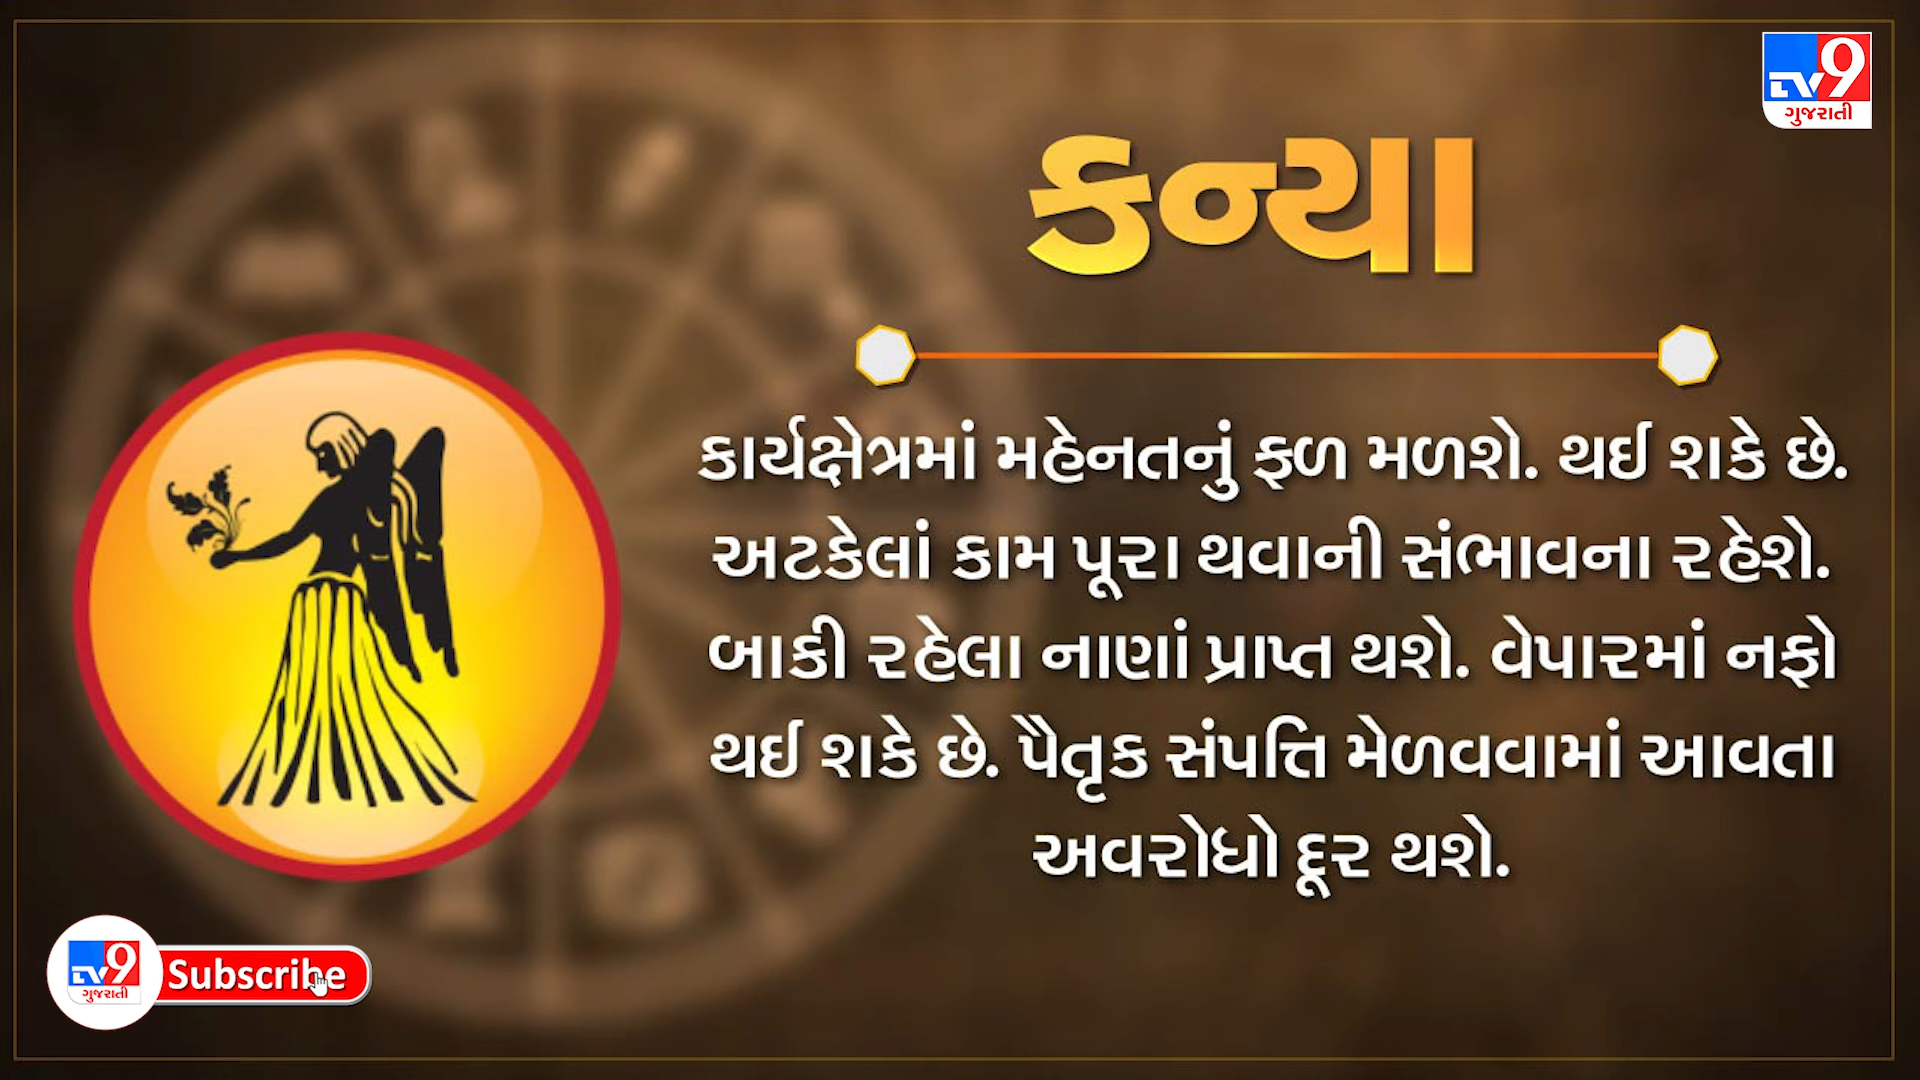 TV9
ગુજરાતી
કન્યા
કાર્યક્ષેત્રમાં મહેનતનું ફળ મળશે. થઈ શકે છે.
અટકેલાં કામ પૂરા થવાની સંભાવના રહેશે.
બાકી રહેલા નાણાં પ્રાપ્ત થશે. વેપારમાં નફો
થઈ શકે છે. પૈતૃક સંપત્તિ મેળવવામાં આવતા
અવરોધો દૂર થશે.
TV9
ગુજરાતી
Subscribe